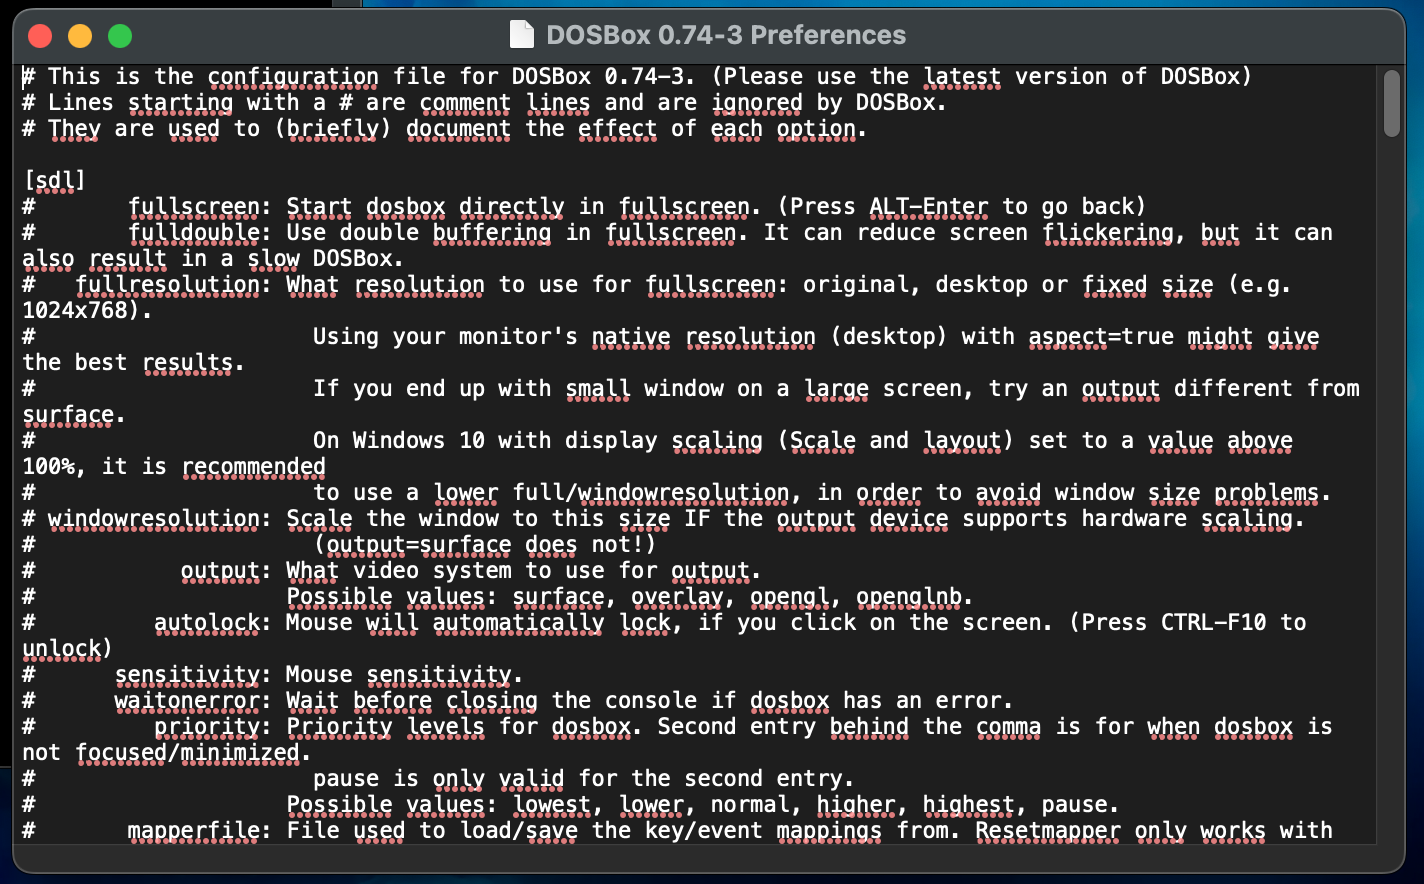 DOSBox 0.74-3 Preferences
# This is the configuration file for DOSBox 0.74-3. (Please use the latest version of DOSBox)
# Lines starting with a # are comment lines and are ignored by DOSBox.
# They are used to (briefly) document the effect of each option.
[sdl]
#       fullscreen: Start dosbox directly in fullscreen. (Press ALT-Enter to go back)
#       fulldouble: Use double buffering in fullscreen. It can reduce screen flickering, but it can
also result in a slow DOSBox.
#   fullresolution: What resolution to use for fullscreen: original, desktop or fixed size (e.g.
1024x768).
#                     Using your monitor's native resolution (desktop) with aspect=true might give
the best results.
#                     If you end up with small window on a large screen, try an output different from
surface.
#                     On Windows 10 with display scaling (Scale and layout) set to a value above
100%, it is recommended
#                     to use a lower full/windowresolution, in order to avoid window size problems.
# windowresolution: Scale the window to this size IF the output device supports hardware scaling.
#                     (output=surface does not!)
#           output: What video system to use for output.
#                   Possible values: surface, overlay, opengl, openglnb.
#         autolock: Mouse will automatically lock, if you click on the screen. (Press CTRL-F10 to
unlock)
#      sensitivity: Mouse sensitivity.
#      waitonerror: Wait before closing the console if dosbox has an error.
#         priority: Priority levels for dosbox. Second entry behind the comma is for when dosbox is
not focused/minimized.
#                     pause is only valid for the second entry.
#                   Possible values: lowest, lower, normal, higher, highest, pause.
#       mapperfile: File used to load/save the key/event mappings from. Resetmapper only works with